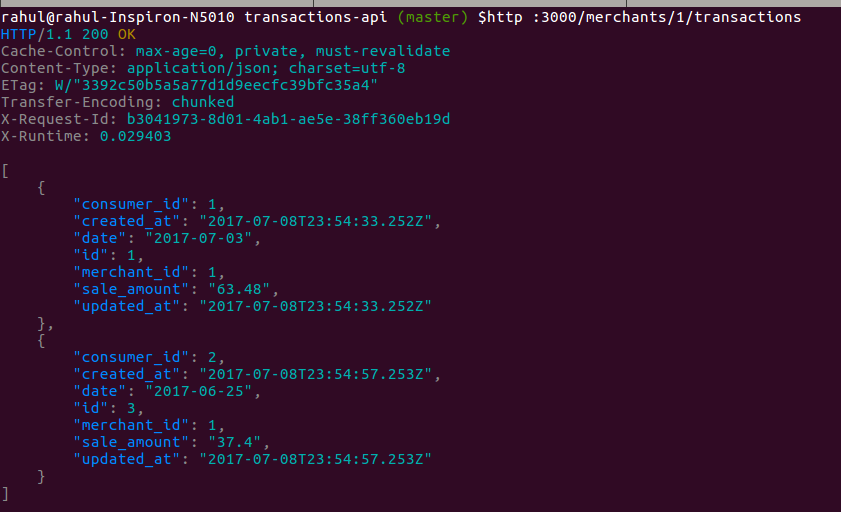 rahul@rahul-Inspiron-N5010 transactions-api (master) $http :3000/merchants/1/transactions
HTTP/1.1 200 OK
Cache-Control: max-age=0, private, must-revalidate
Content-Type: application/json; charset=utf-8
ETag: W/"3392c50b5a5a77d1d9eecfc39bfc35a4"
Transfer-Encoding: chunked
X-Request-Id: b3041973-8d01-4ab1-ae5e-38ff360eb19d
X-Runtime: 0.029403

[
    {
        "consumer_id": 1,
        "created_at": "2017-07-08T23:54:33.252Z",
        "date": "2017-07-03",
        "id": 1,
        "merchant_id": 1,
        "sale_amount": "63.48",
        "updated_at": "2017-07-08T23:54:33.252Z"
    },
    {
        "consumer_id": 2,
        "created_at": "2017-07-08T23:54:57.253Z",
        "date": "2017-06-25",
        "id": 3,
        "merchant_id": 1,
        "sale_amount": "37.4",
        "updated_at": "2017-07-08T23:54:57.253Z"
    }
]